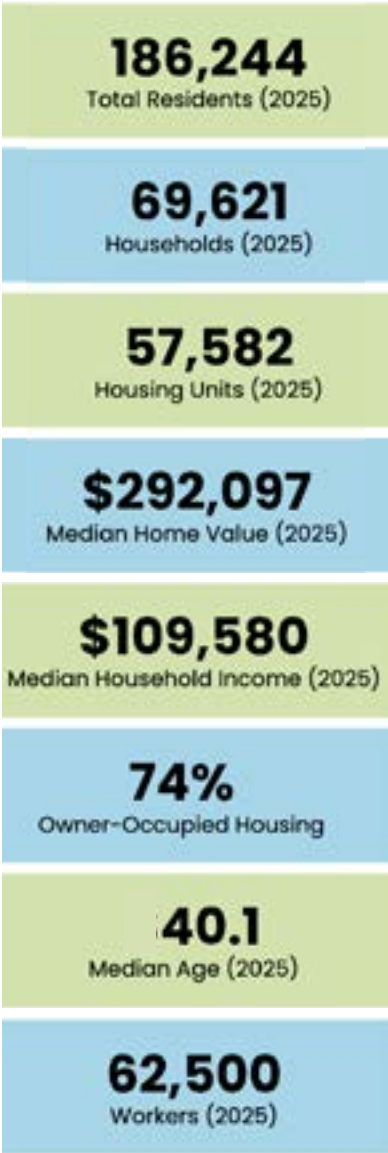 186,244
Total Residents (2025)
69,621
Households (2025)
57,582
Housing Units (2025)
$292,097
Median Home Value (2025)
$109,580
Median Household Income (2025)
74%
Owner-Occupied Housing
40.1
Median Age (2025)
62,500
Workers (2025)